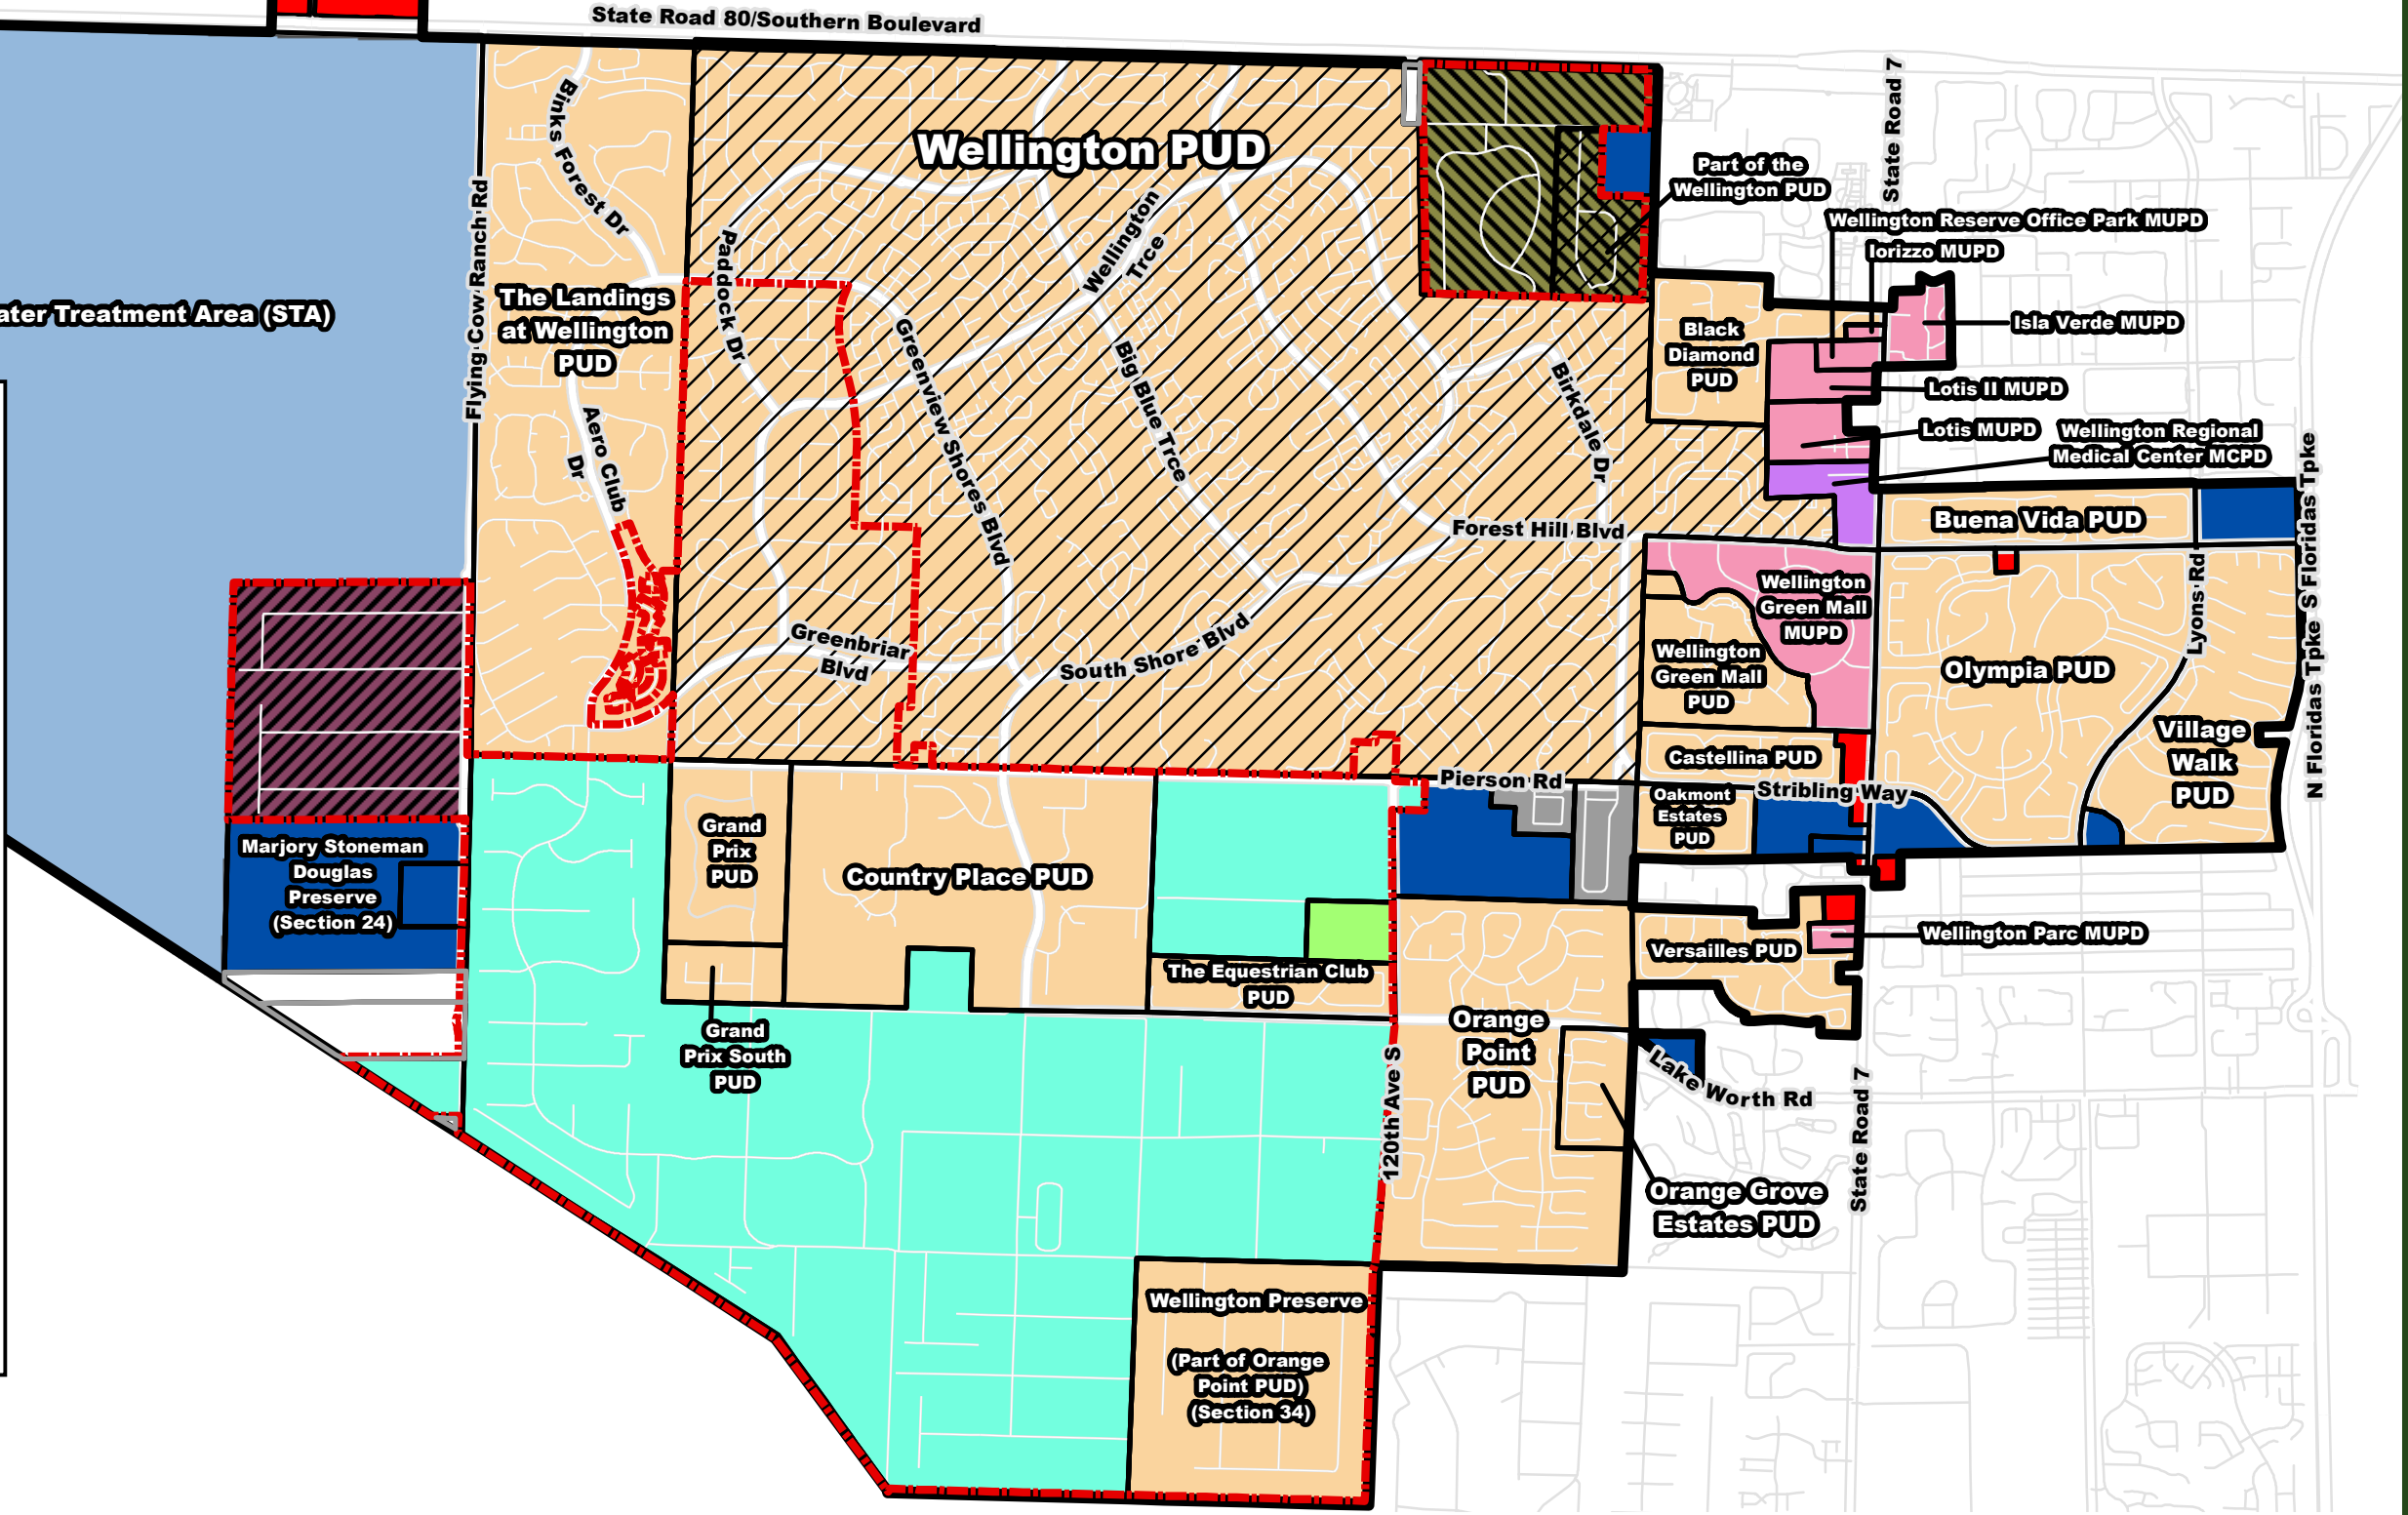 State Road 80/Southern Boulevard
Binks Forest Dr
Wellington PUD
State Road 7
Part of the
Wellington PUD
Wellington Reserve Office Park MUPD
Iorizzo MUPD
Flying Cow Ranch Rd
Paddock Dr
Wellington
Trce
ater Treatment Area (STA)
The Landings
at Wellington
PUD
Greenview Shores Blvd
Big Blue Trce
Birkdale Dr
Black
Diamond
PUD
Isla Verde MUPD
Lotis II MUPD
Lotis MUPD
Wellington Regional
Medical Center MCPD
Aero Club
Dr
Forest Hill Blvd
Buena Vida PUD
S Floridas Tpke
N Floridas Tpke
Lyons Rd
Wellington
Green Mall
MUPD
Wellington
Green Mall
PUD
Olympia PUD
Greenbriar
Blvd
South Shore Blvd
Village
Walk
PUD
Castellina PUD
Pierson Rd
Stribling Way
Oakmont
Estates
PUD
Marjory Stoneman
Douglas
Preserve
(Section 24)
Grand
Prix
PUD
Country Place PUD
The Equestrian Club
PUD
Versailles PUD
Wellington Parc MUPD
Grand
Prix South
PUD
Orange
Point
PUD
120th Ave S
Lake Worth Rd
State Road 7
Orange Grove
Estates PUD
Wellington Preserve
(Part of Orange
Point PUD)
(Section 34)